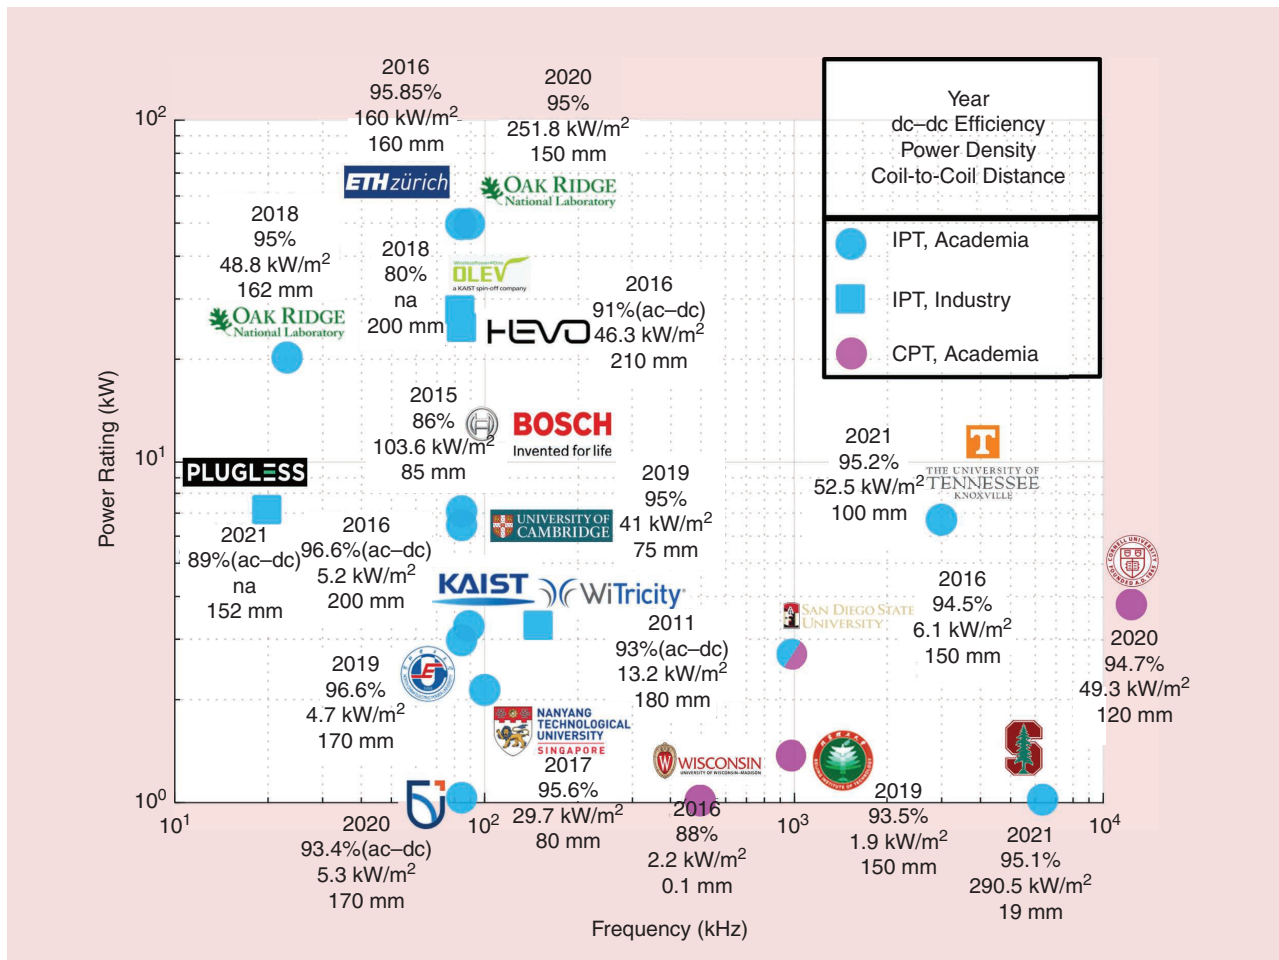 2016
95.85%
160 kW/m2
160 mm
ETH zürich
2020
95%
251.8 kW/m2
150 mm
OAK RIDGE
National Laboratory
Year
dc–dc Efficiency
Power Density
Coil-to-Coil Distance
IPT, Academia
IPT, Industry
CPT, Academia
2018
95%
48.8 kW/m2
162 mm
OAK RIDGE
National Laboratory
2018
80%
na
200 mm
OLEV
a KAIST spin-off company
HEVO
2016
91%(ac–dc)
46.3 kW/m2
210 mm
2015
86%
103.6 kW/m2
85 mm
BOSCH
Invented for life
PLUGLESS
2021
89%(ac–dc)
na
152 mm
2016
96.6%(ac–dc)
5.2 kW/m2
200 mm
UNIVERSITY OF
CAMBRIDGE
2019
95%
41 kW/m2
75 mm
2021
95.2%
52.5 kW/m2
100 mm
T
THE UNIVERSITY OF
TENNESSEE
KNOXVILLE
KAIST
WiTricity
2011
93%(ac–dc)
13.2 kW/m2
180 mm
SAN DIEGO STATE
UNIVERSITY
2016
94.5%
6.1 kW/m2
150 mm
CORNELL UNIVERSITY
2020
94.7%
49.3 kW/m2
120 mm
2019
96.6%
4.7 kW/m2
170 mm
NANYANG
TECHNOLOGICAL
UNIVERSITY
SINGAPORE
2017
95.6%
29.7 kW/m2
80 mm
W
WISCONSIN
UNIVERSITY OF WISCONSIN–MADISON
2016
88%
2.2 kW/m2
0.1 mm
2019
93.5%
1.9 kW/m2
150 mm
S
2021
95.1%
290.5 kW/m2
19 mm
2020
93.4%(ac–dc)
5.3 kW/m2
170 mm
Power Rating (kW)
102
101
100
101
102
103
104
Frequency (kHz)